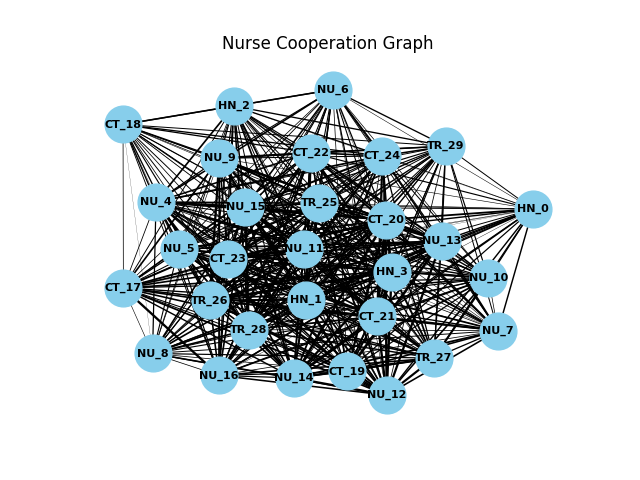 Nurse Cooperation Graph
NU_6
HN_2
CT_18
TR_29
CT_22
CT_24
NU_9
NU_4
TR_25
NU_15
HN_0
CT_20
NU_13
NU_5
NU_11
CT_23
HN_3
NU_10
CT_17
TR_26
HN_1
CT_21
TR_28
NU_7
NU_8
TR_27
CT_19
NU_16
NU_14
NU_12